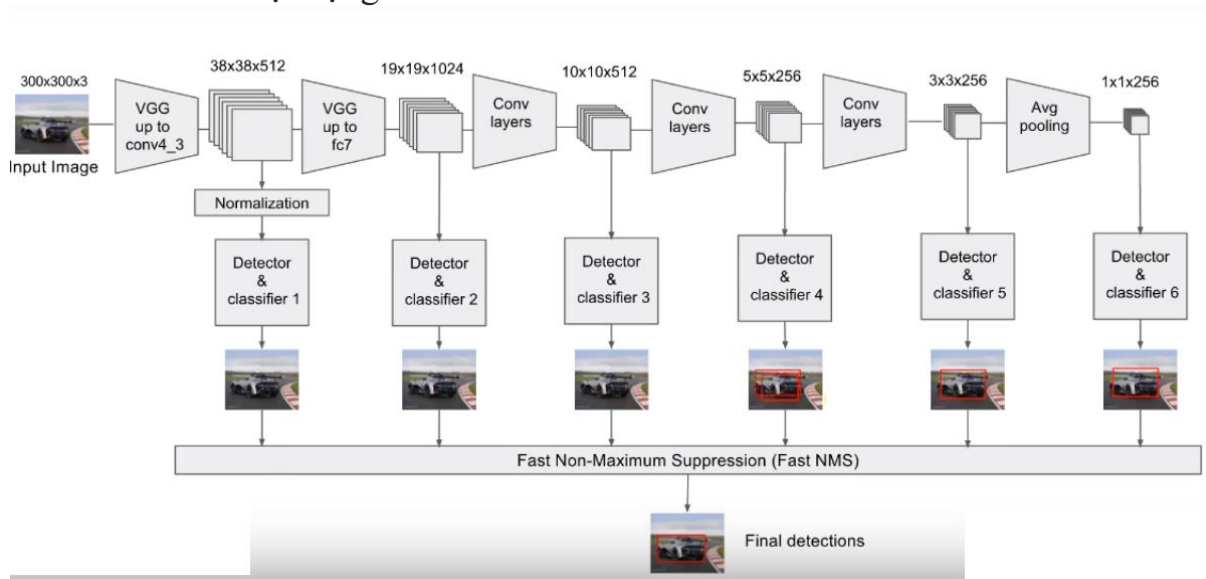 300x300x3
38x38x512
19x19x1024
10x10x512
5x5x256
3x3x256
1x1x256
VGG
up to
conv4_3
VGG
up to
fc7
Conv
layers
Conv
layers
Conv
layers
Avg
pooling
Input Image
Normalization
Detector
&
classifier 1
Detector
&
classifier 2
Detector
&
classifier 3
Detector
&
classifier 4
Detector
&
classifier 5
Detector
&
classifier 6
Fast Non-Maximum Suppression (Fast NMS)
Final detections